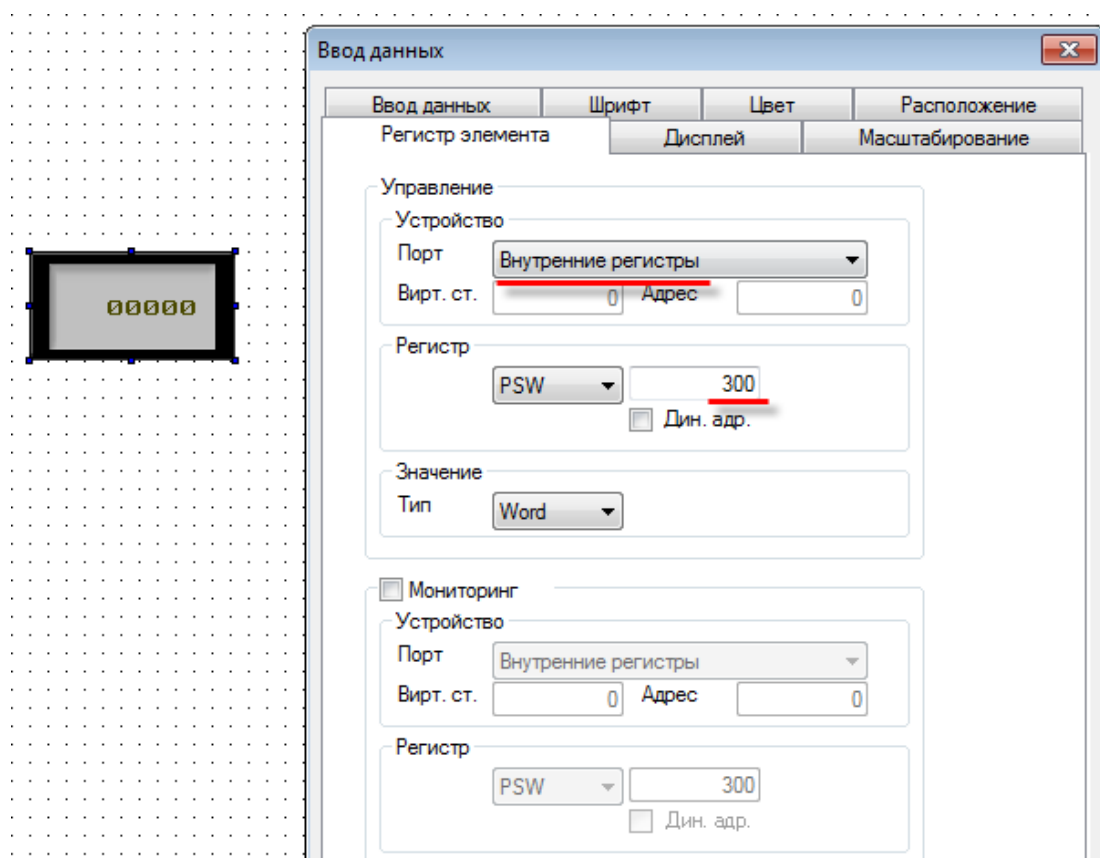 Ввод данных
Ввод данных Шрифт Цвет Расположение
Регистр элемента Дисплей Масштабирование
Управление
Устройство
Порт Внутренние регистры
Вирт. ст. 0 Адрес 0
00000
Регистр
PSW 300
Дин. адр.
Значение
Тип Word
Мониторинг
Устройство
Порт Внутренние регистры
Вирт. ст. 0 Адрес 0
Регистр
PSW 300
Дин. адр.